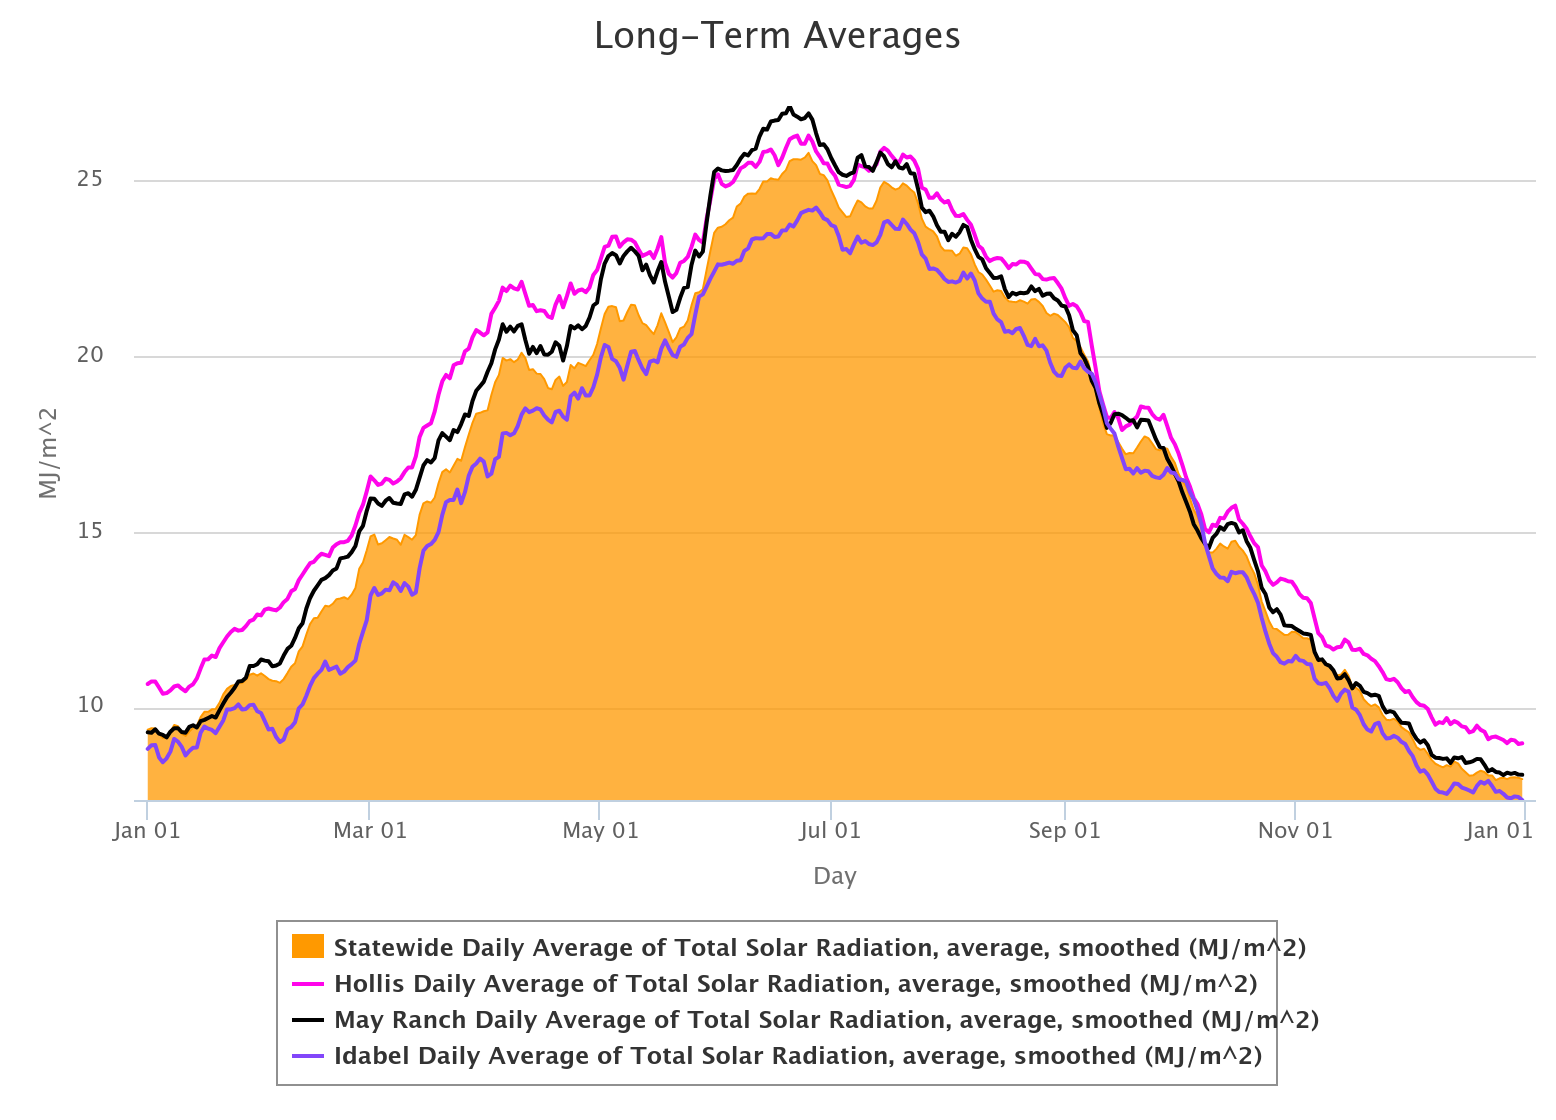 Long-Term Averages
MJ/m^2
25
20
15
10
Jan 01 Mar 01 May 01 Jul 01 Sep 01 Nov 01 Jan 01
Day
Statewide Daily Average of Total Solar Radiation, average, smoothed (MJ/m^2)
Hollis Daily Average of Total Solar Radiation, average, smoothed (MJ/m^2)
May Ranch Daily Average of Total Solar Radiation, average, smoothed (MJ/m^2)
Idabel Daily Average of Total Solar Radiation, average, smoothed (MJ/m^2)